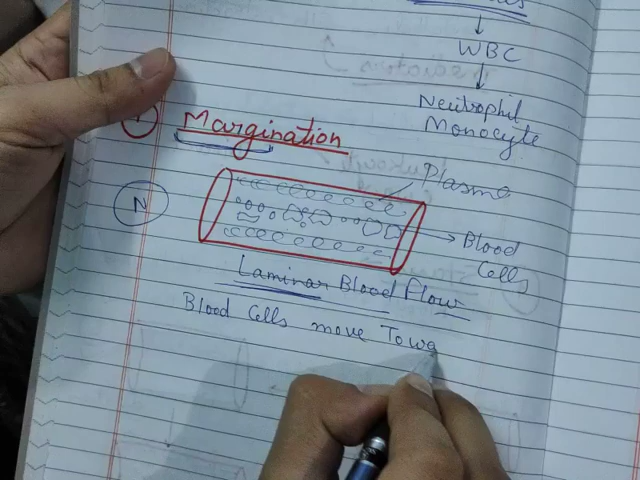 WBC
Neutrophil
Monocyte
Margination
Plasma
N
Blood
Cells
Laminar Blood Flow
Blood Cells move Towa